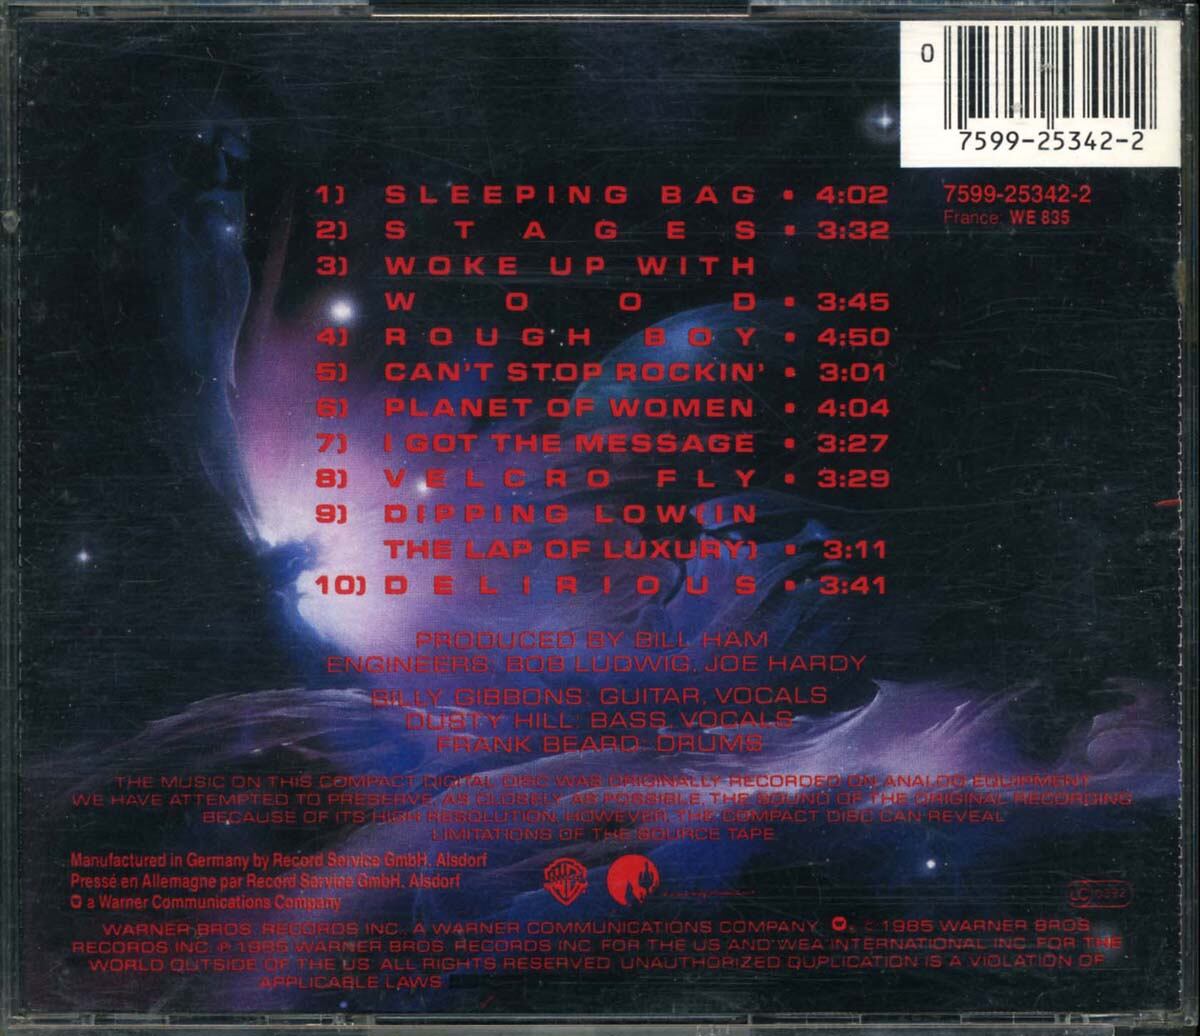 0
7599-25342-2
7599-25342-2
France: WE 835
1) SLEEPING BAG • 4:02
2) STAGES • 3:32
3) WOKE UP WITH
WOOD • 3:45
4) ROUGH BOY • 4:50
5) CAN'T STOP ROCKIN' • 3:01
6) PLANET OF WOMEN • 4:04
7) I GOT THE MESSAGE • 3:27
8) VELCRO FLY • 3:29
9) DIPPING LOW (IN
THE LAP OF LUXURY) • 3:11
10) DELIRIOUS • 3:41
PRODUCED BY BILL HAM
ENGINEERS: BOB LUDWIG, JOE HARDY
BILLY GIBBONS: GUITAR, VOCALS
DUSTY HILL: BASS, VOCALS
FRANK BEARD: DRUMS
THE MUSIC ON THIS COMPACT DIGITAL DISC WAS ORIGINALLY RECORDED ON ANALOG EQUIPMENT
WE HAVE ATTEMPTED TO PRESERVE, AS CLOSELY AS POSSIBLE, THE SOUND OF THE ORIGINAL RECORDING
BECAUSE OF ITS HIGH RESOLUTION, HOWEVER, THE COMPACT DISC CAN REVEAL
LIMITATIONS OF THE SOURCE TAPE
Manufactured in Germany by Record Service GmbH. Alsdorf
Pressé en Allemagne par Record Service GmbH. Alsdorf
a Warner Communications Company
LC 0392
WARNER BROS. RECORDS INC., A WARNER COMMUNICATIONS COMPANY. © 1985 WARNER BROS.
RECORDS INC. ℗ 1985 WARNER BROS. RECORDS INC. FOR THE US AND WEA INTERNATIONAL INC. FOR THE
WORLD OUTSIDE OF THE US. ALL RIGHTS RESERVED. UNAUTHORIZED DUPLICATION IS A VIOLATION OF
APPLICABLE LAWS